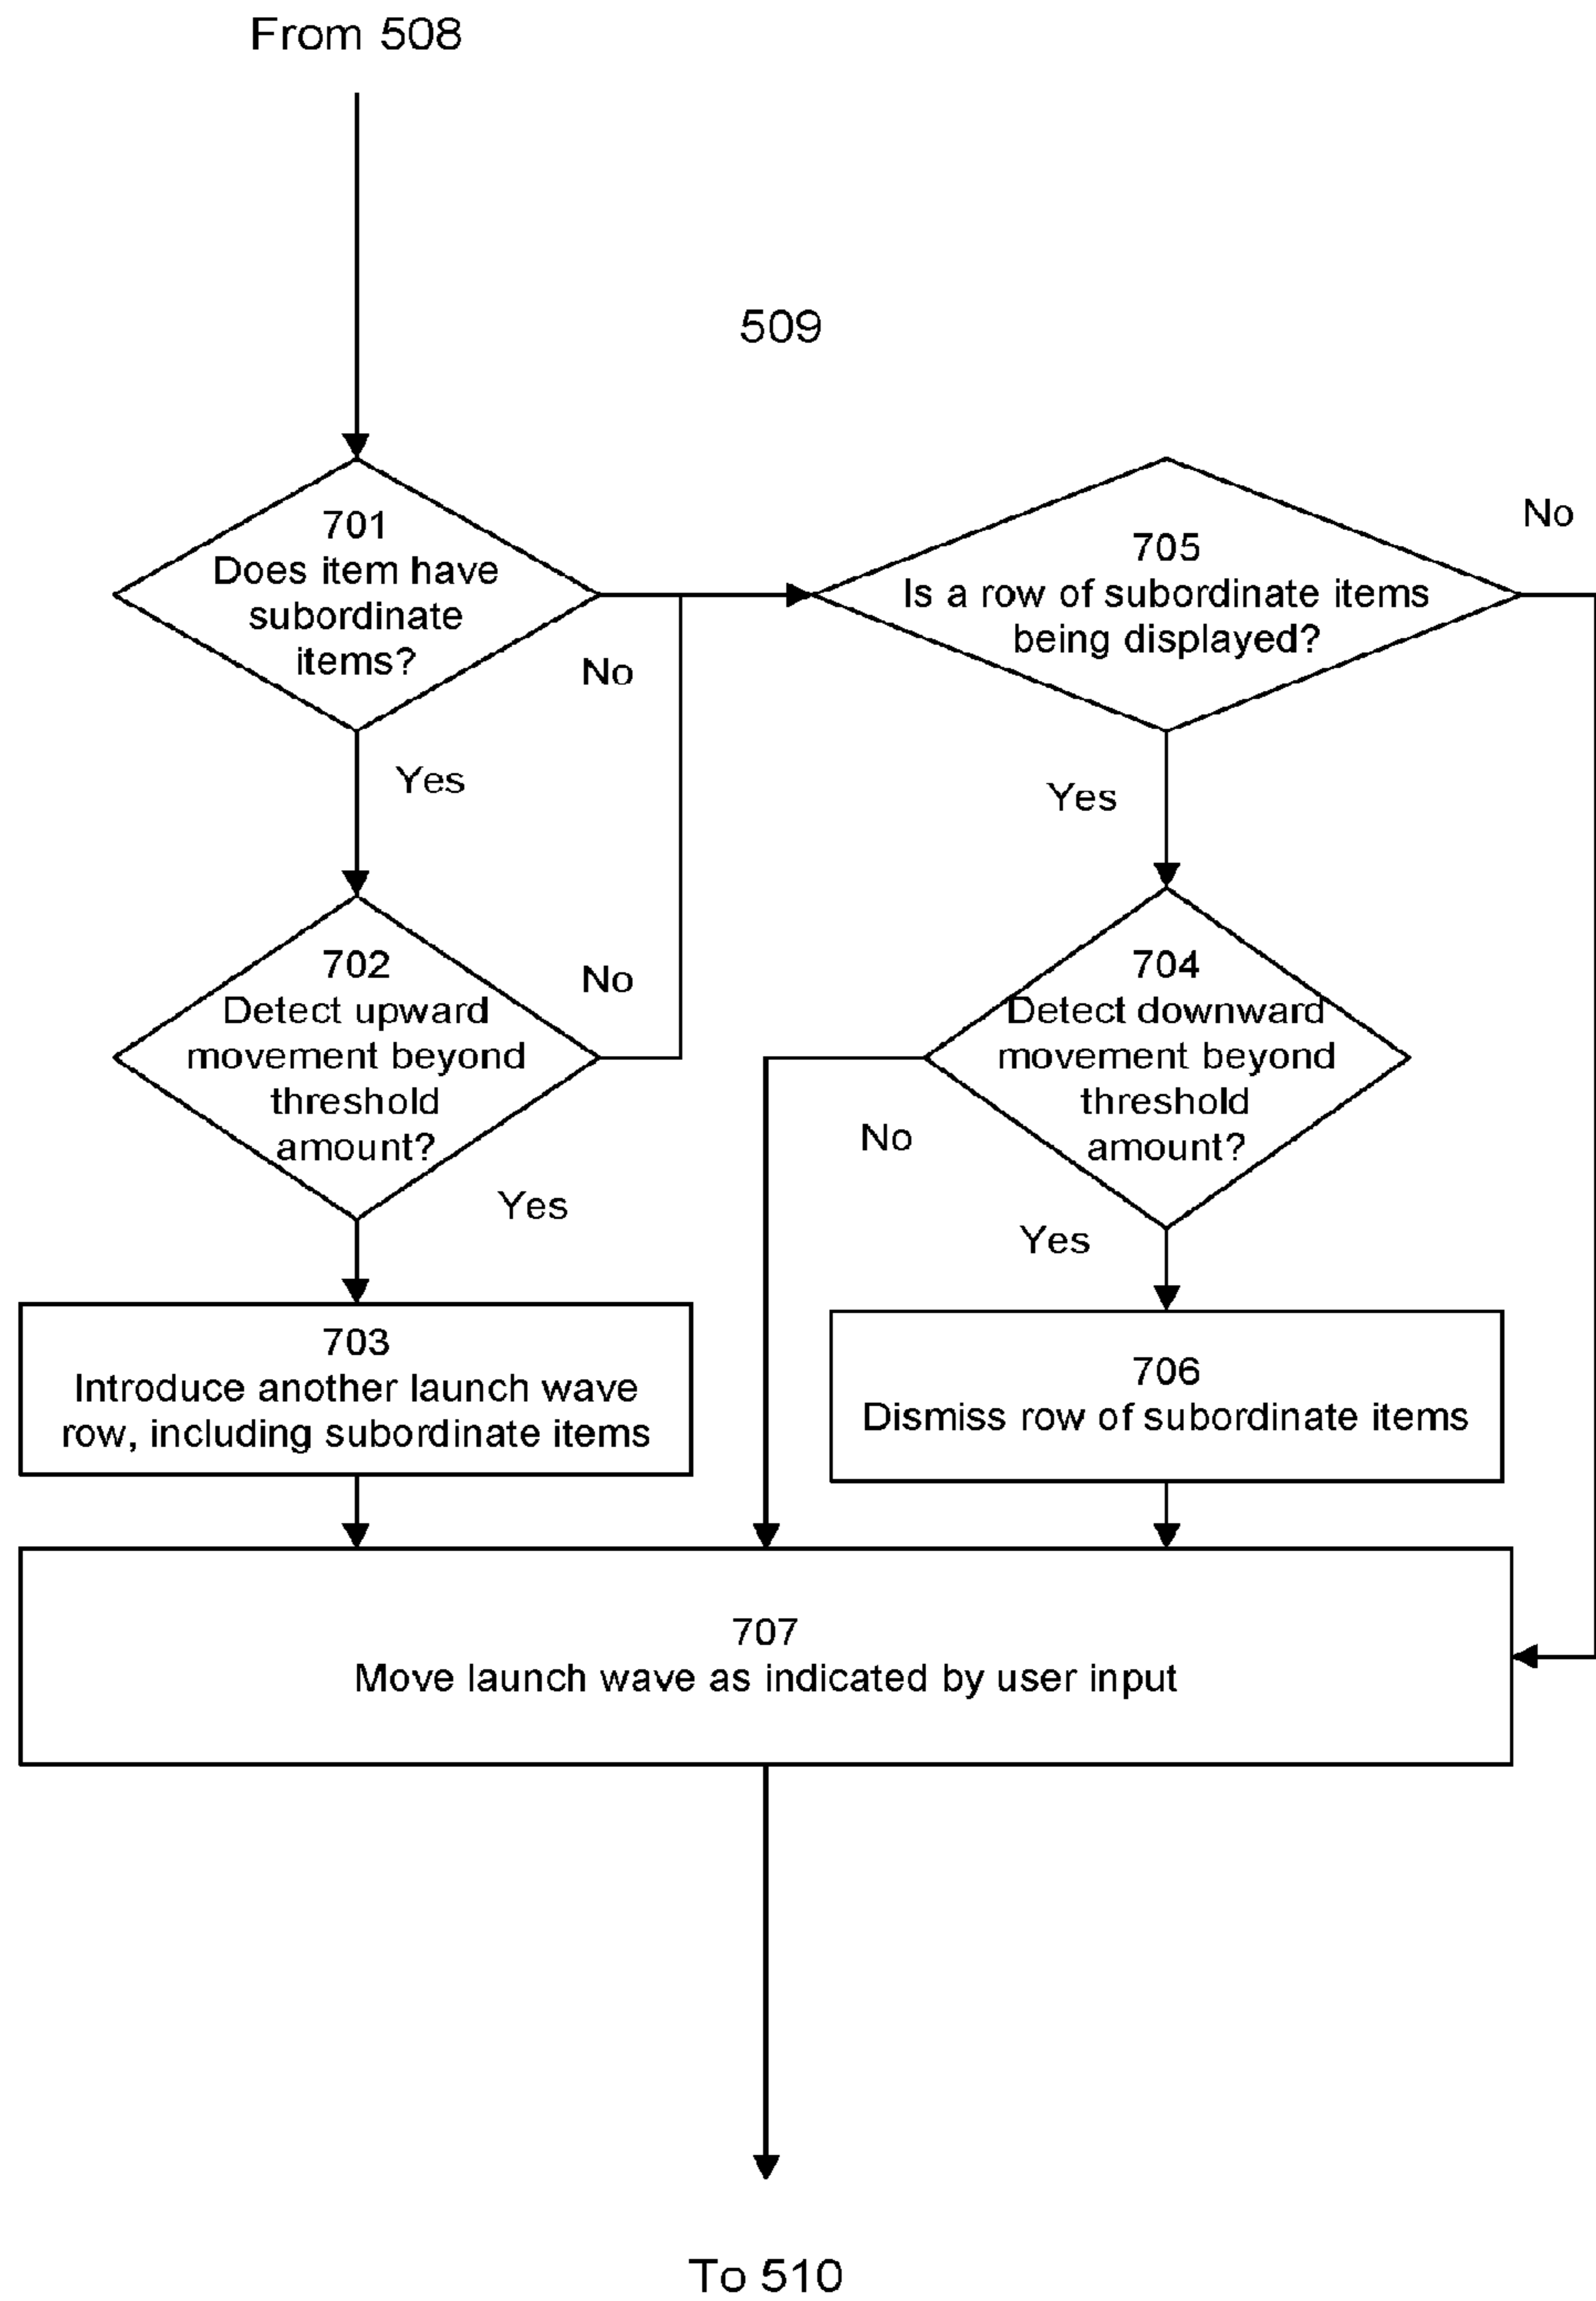 From 508
509
701
Does item have
subordinate
items?
No
Yes
705
Is a row of subordinate items
being displayed?
No
Yes
702
Detect upward
movement beyond
threshold
amount?
No
Yes
704
Detect downward
movement beyond
threshold
amount?
No
Yes
703
Introduce another launch wave
row, including subordinate items
706
Dismiss row of subordinate items
707
Move launch wave as indicated by user input
To 510